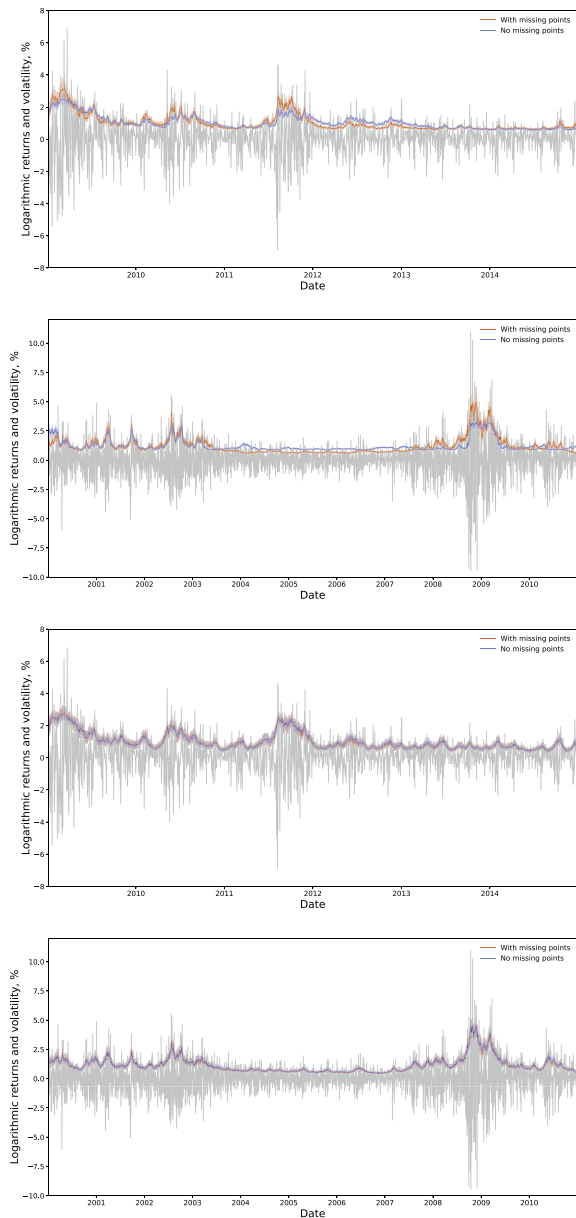 With missing points
No missing points
Logarithmic returns and volatility, %
8
6
4
2
0
−2
−4
−6
−8
2010 2011 2012 2013 2014
Date
With missing points
No missing points
Logarithmic returns and volatility, %
10.0
7.5
5.0
2.5
0.0
−2.5
−5.0
−7.5
−10.0
2001 2002 2003 2004 2005 2006 2007 2008 2009 2010
Date
With missing points
No missing points
Logarithmic returns and volatility, %
8
6
4
2
0
−2
−4
−6
−8
2010 2011 2012 2013 2014
Date
With missing points
No missing points
Logarithmic returns and volatility, %
10.0
7.5
5.0
2.5
0.0
−2.5
−5.0
−7.5
−10.0
2001 2002 2003 2004 2005 2006 2007 2008 2009 2010
Date